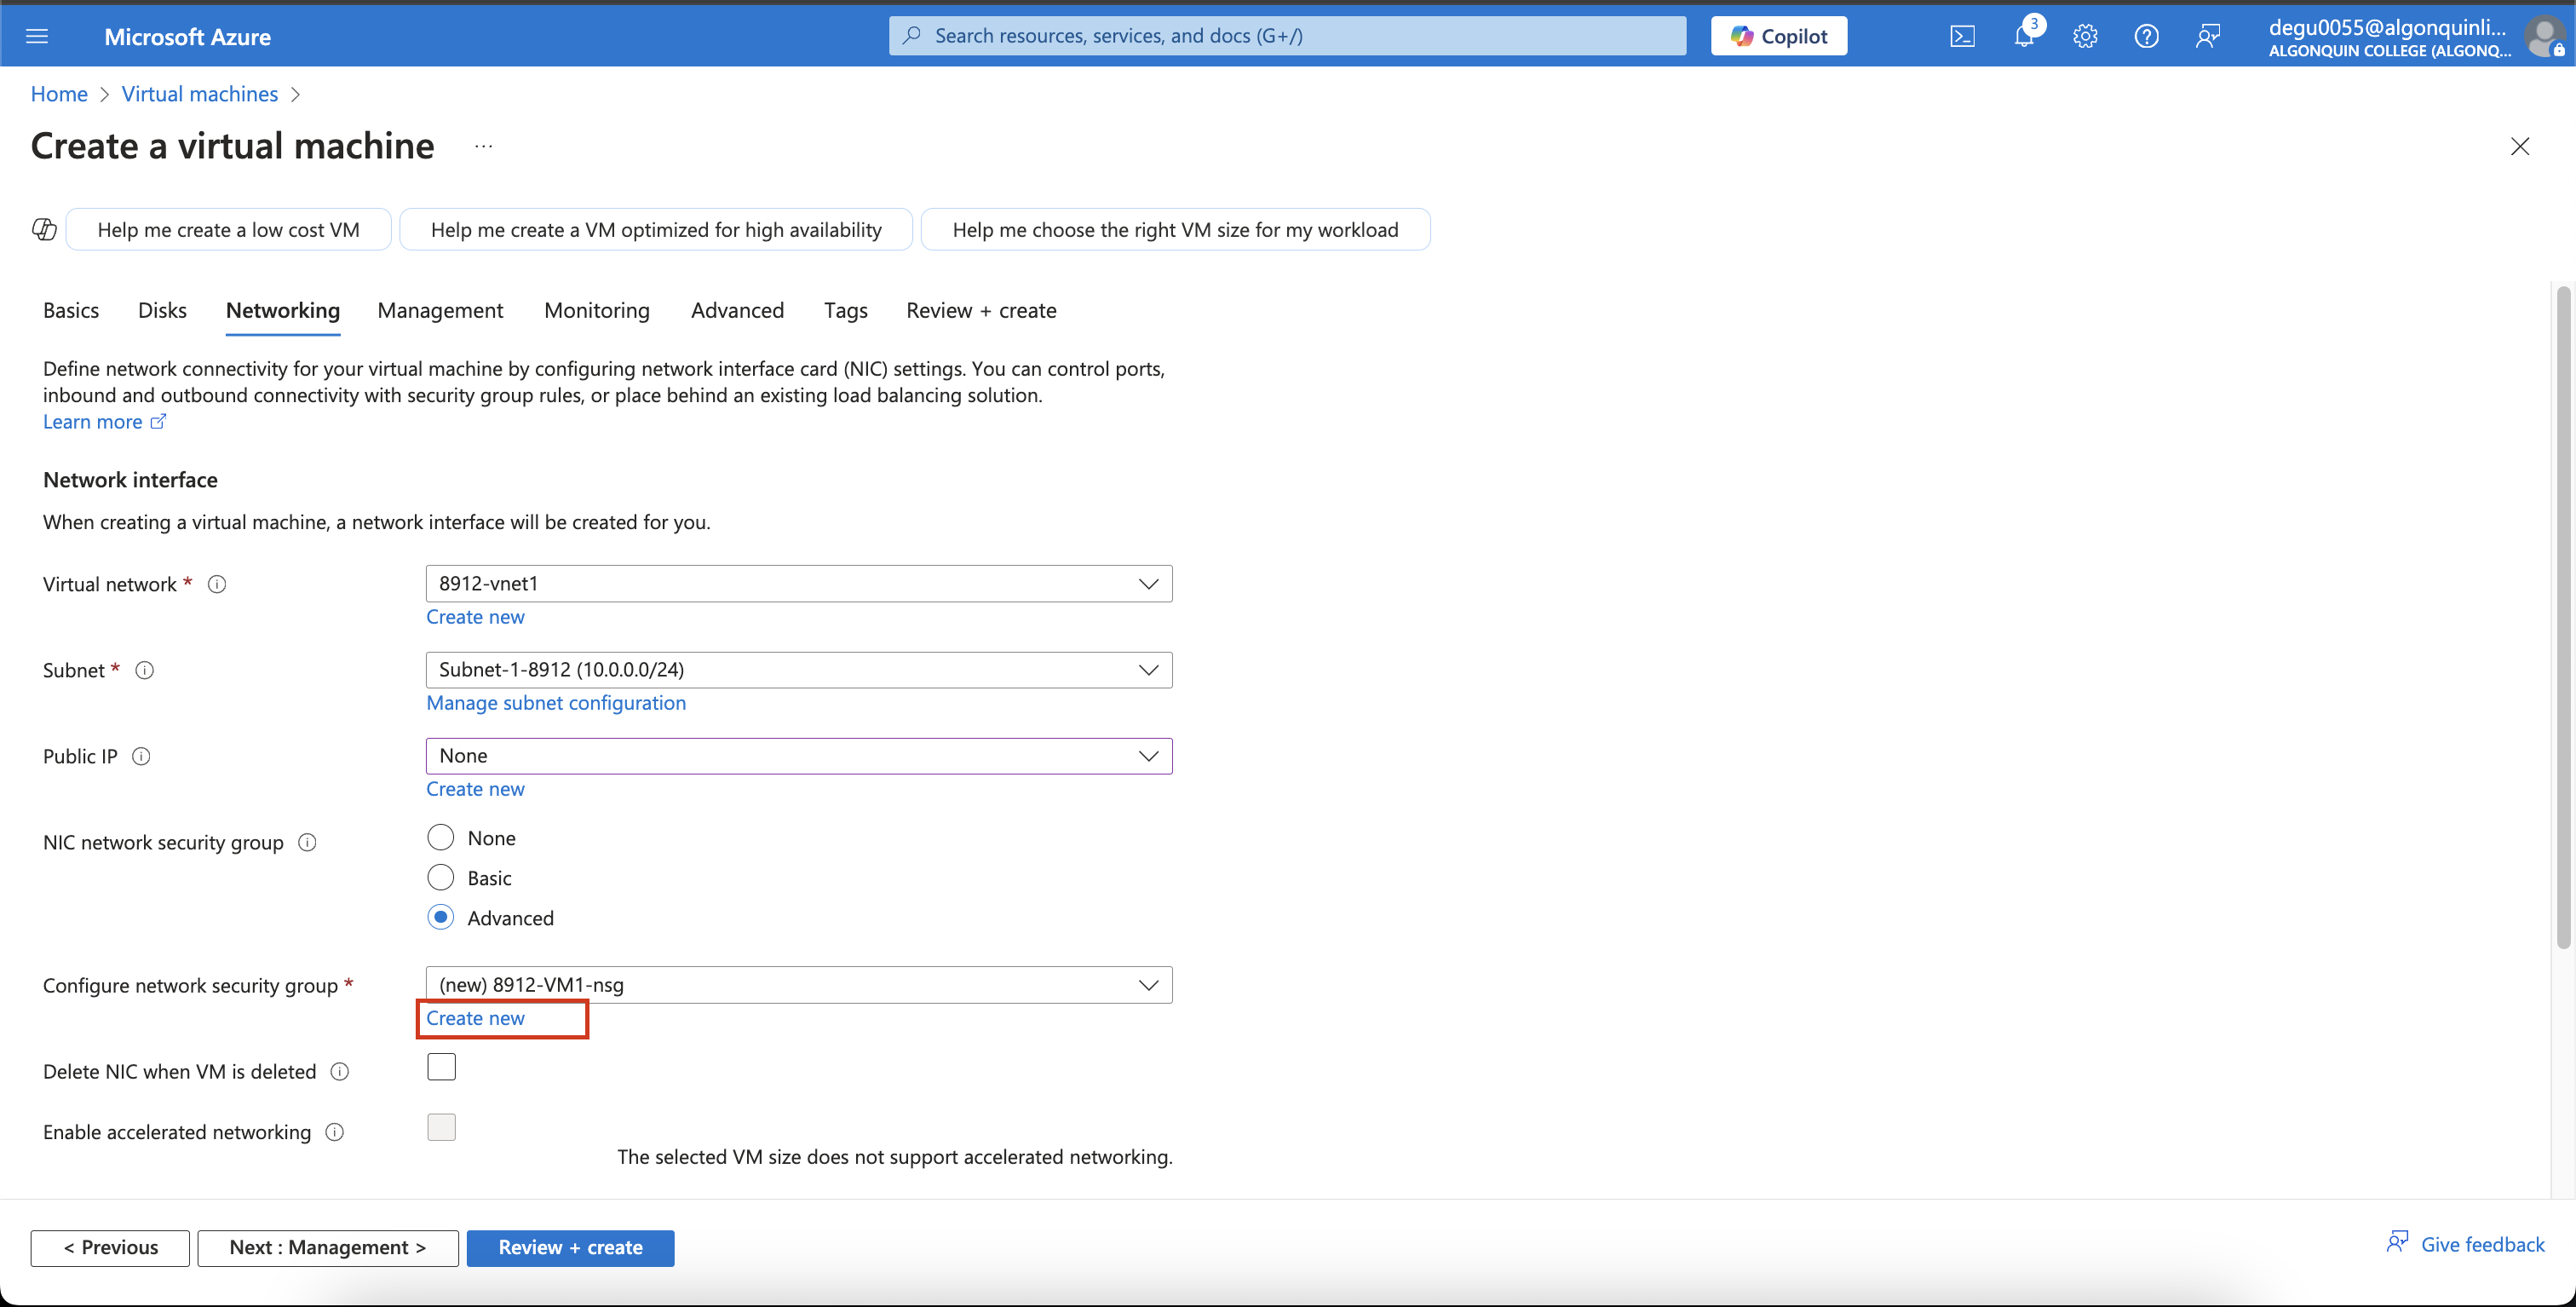 Microsoft Azure
Search resources, services, and docs (G+/)
Copilot
3
degu0055@algonquinli...
ALGONQUIN COLLEGE (ALGONQ...
Home > Virtual machines >
Create a virtual machine ...
Help me create a low cost VM
Help me create a VM optimized for high availability
Help me choose the right VM size for my workload
Basics Disks Networking Management Monitoring Advanced Tags Review + create
Define network connectivity for your virtual machine by configuring network interface card (NIC) settings. You can control ports,
inbound and outbound connectivity with security group rules, or place behind an existing load balancing solution.
Learn more
Network interface
When creating a virtual machine, a network interface will be created for you.
Virtual network *
8912-vnet1
Create new
Subnet *
Subnet-1-8912 (10.0.0.0/24)
Manage subnet configuration
Public IP
None
Create new
NIC network security group
None
Basic
Advanced
Configure network security group *
(new) 8912-VM1-nsg
Create new
Delete NIC when VM is deleted
Enable accelerated networking
The selected VM size does not support accelerated networking.
< Previous
Next : Management >
Review + create
Give feedback